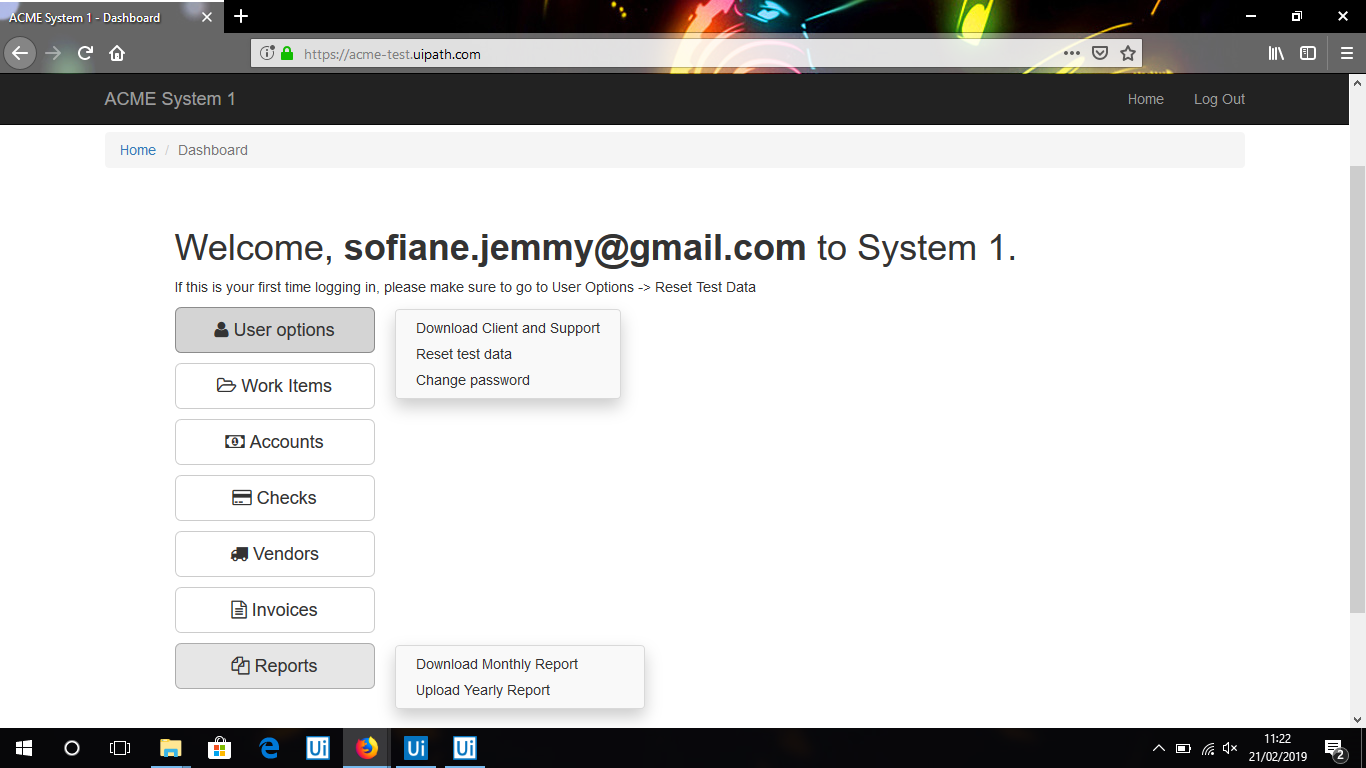 ACME System 1 - Dashboard
https://acme-test.uipath.com
ACME System 1
Home
Log Out
Home / Dashboard
Welcome, sofiane.jemmy@gmail.com to System 1.
If this is your first time logging in, please make sure to go to User Options -> Reset Test Data
User options
Download Client and Support
Reset test data
Change password
Work Items
Accounts
Checks
Vendors
Invoices
Reports
Download Monthly Report
Upload Yearly Report
Ui
Ui
Ui
11:22
21/02/2019
2